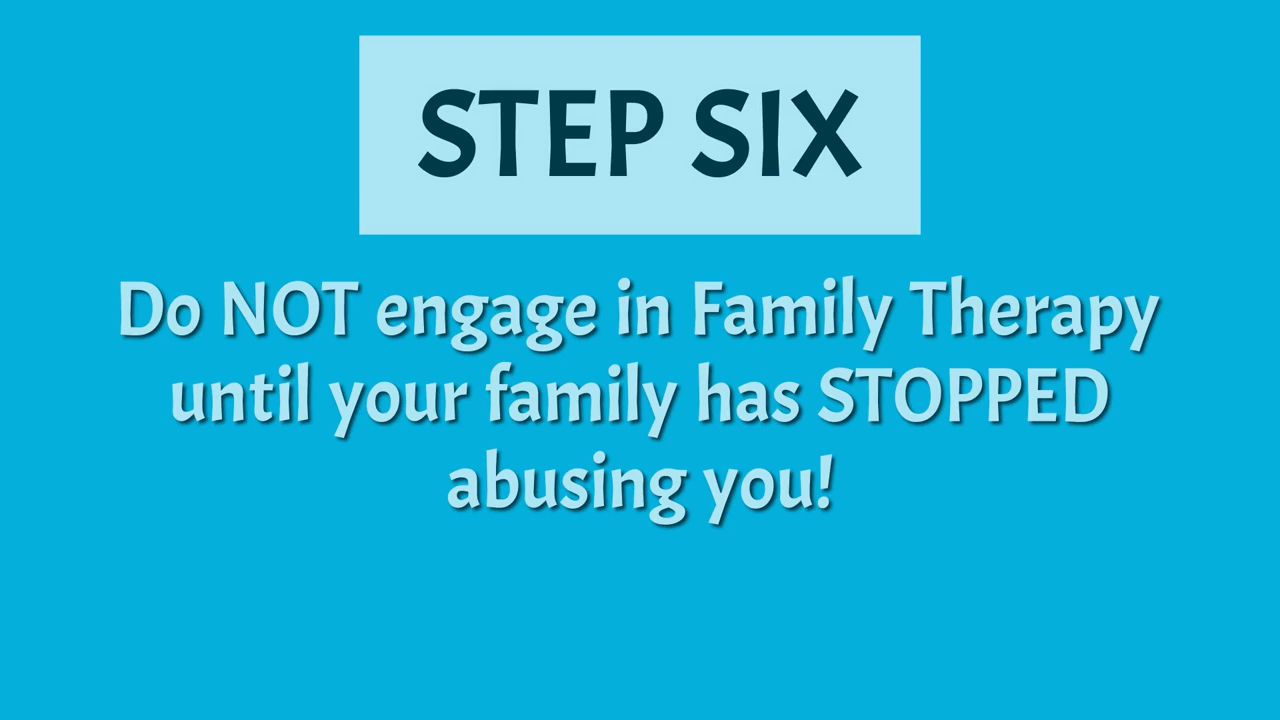 STEP SIX
Do NOT engage in Family Therapy
until your family has STOPPED
abusing you!